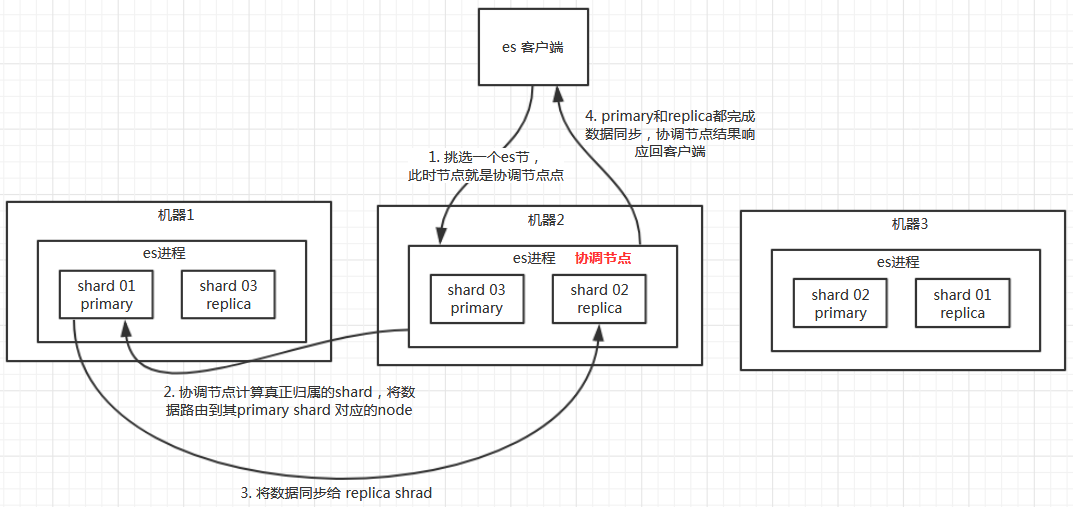 es 客户端
4. primary和replica都完成
数据同步，协调节点结果响
应回客户端
1. 挑选一个es节，
此时节点就是协调节点点
机器1
es进程
shard 01
primary
shard 03
replica
机器2
es进程 协调节点
shard 03
primary
shard 02
replica
机器3
es进程
shard 02
primary
shard 01
replica
2. 协调节点计算真正归属的shard，将数
据路由到其primary shard 对应的node
3. 将数据同步给 replica shrad